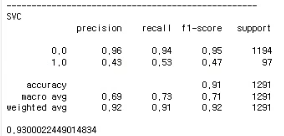 SVC
precision recall f1-score support
0,0 0,96 0,94 0,95 1194
1,0 0,43 0,53 0,47 97
accuracy 0,91 1291
macro avg 0,69 0,73 0,71 1291
weighted avg 0,92 0,91 0,92 1291
0,9300022449014834